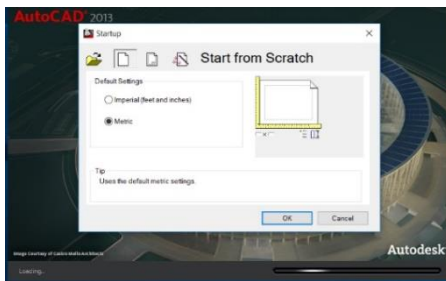 AutoCAD 2013
Startup
Start from Scratch
Default Settings
Imperial (feet and inches)
Metric
Tip
Uses the default metric settings.
OK
Cancel
Autodesk
Image courtesy of
Loading...